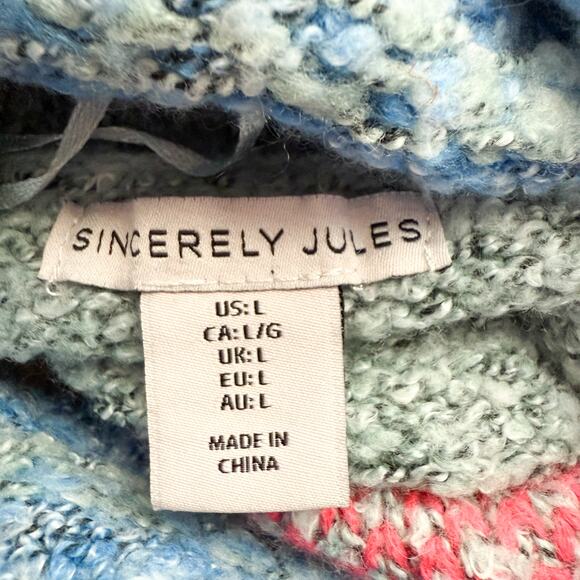 SINCERELY JULES
US: L
CA: L/G
UK: L
EU: L
AU: L
MADE IN
CHINA